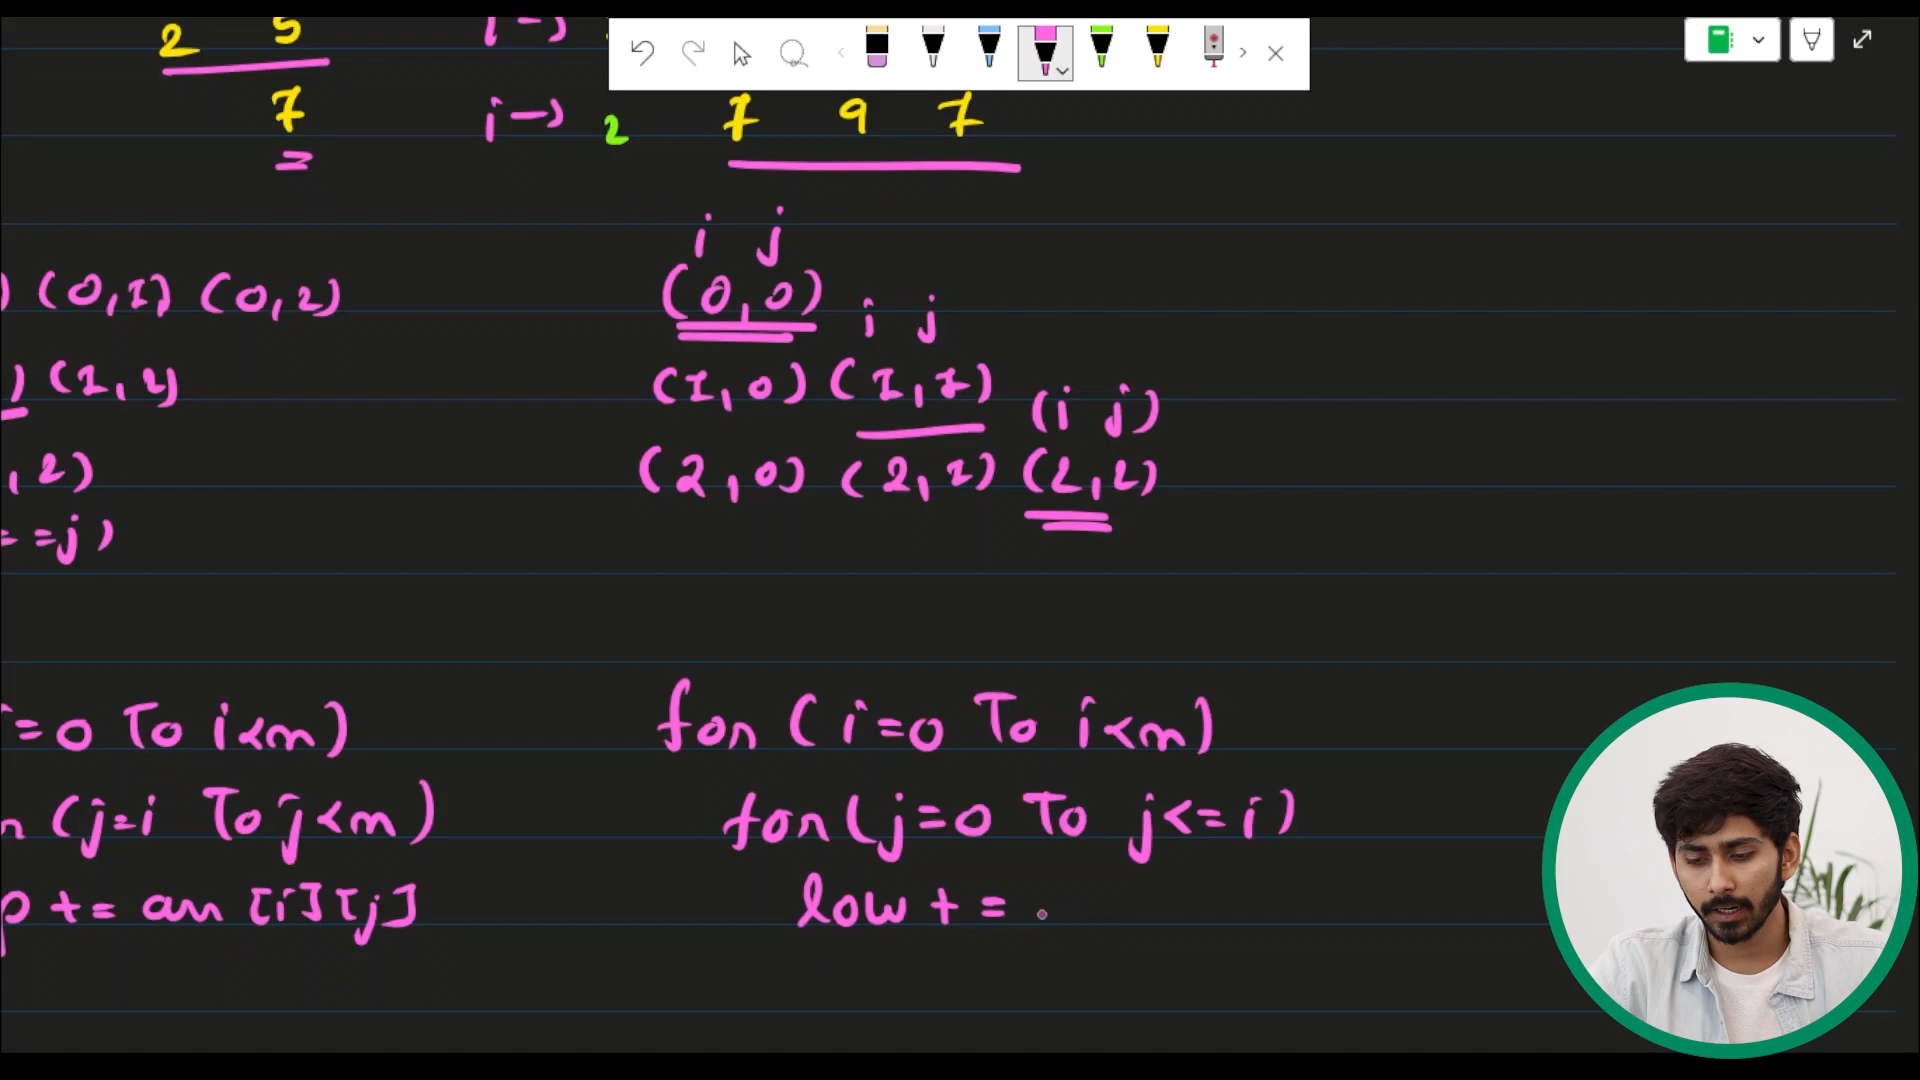 2 5 i->
7 i-> 2 7 9 7
i j
) (0,1) (0,2) (0,0) i j
) (1,2) (1,0) (1,1) (i j)
,2) (2,0) (2,1) (2,2)
==j)
i=0 To i<n) for (i=0 To i<n)
r (j=i To j<n) for(j=0 To j<=i)
p += arr [i][j] low + =